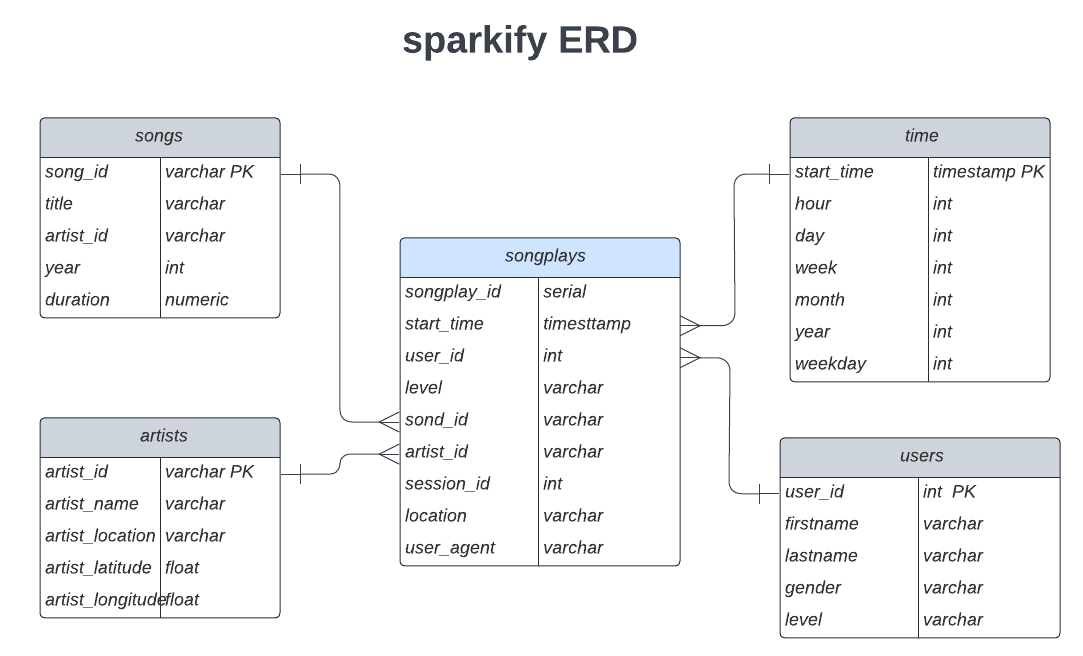 sparkify ERD
songs
song_id varchar PK
title varchar
artist_id varchar
year int
duration numeric
artists
artist_id varchar PK
artist_name varchar
artist_location varchar
artist_latitude float
artist_longitude float
songplays
songplay_id serial
start_time timesttamp
user_id int
level varchar
sond_id varchar
artist_id varchar
session_id int
location varchar
user_agent varchar
time
start_time timestamp PK
hour int
day int
week int
month int
year int
weekday int
users
user_id int PK
firstname varchar
lastname varchar
gender varchar
level varchar